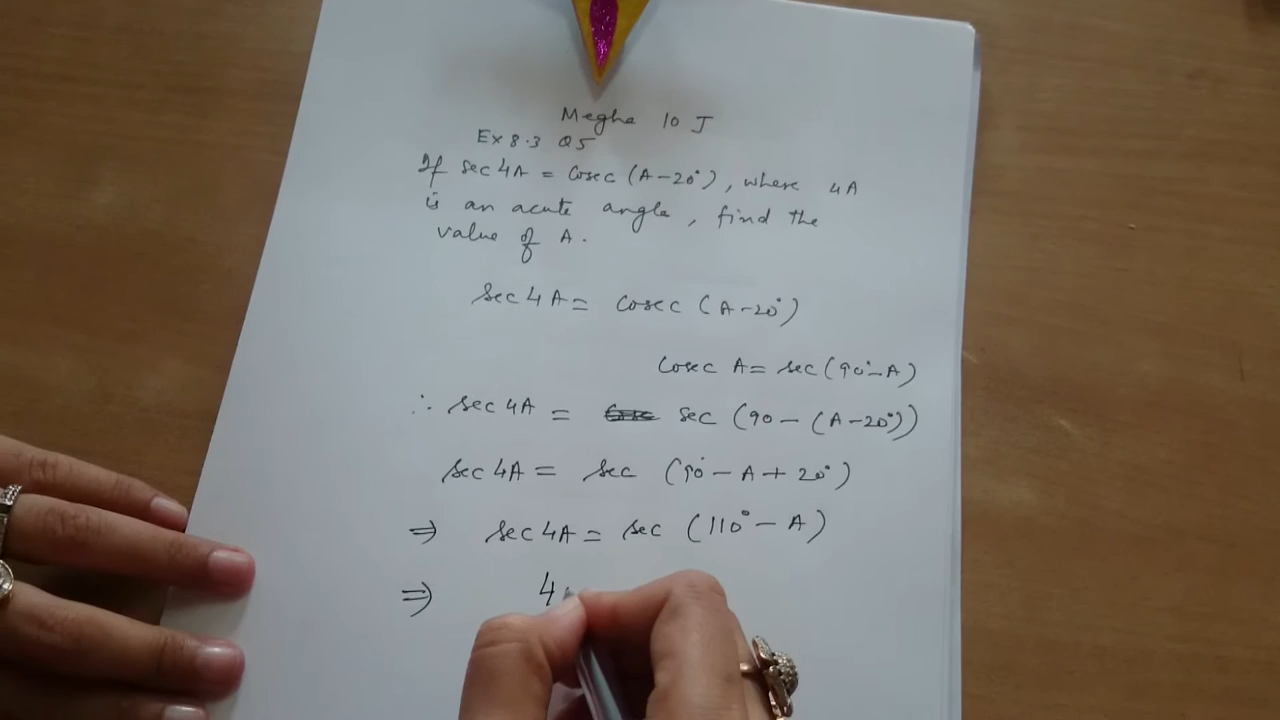 Megha 10 J
Ex 8.3 Q5
If sec 4A = Cosec (A-20°), where 4A
is an acute angle, find the
value of A.
sec 4A = Cosec (A-20°)
Cosec A = sec (90°-A)
∴ sec 4A = sec (90 - (A-20°))
sec 4A = sec (90° - A + 20°)
⇒ sec 4A = sec (110° - A)
⇒ 4